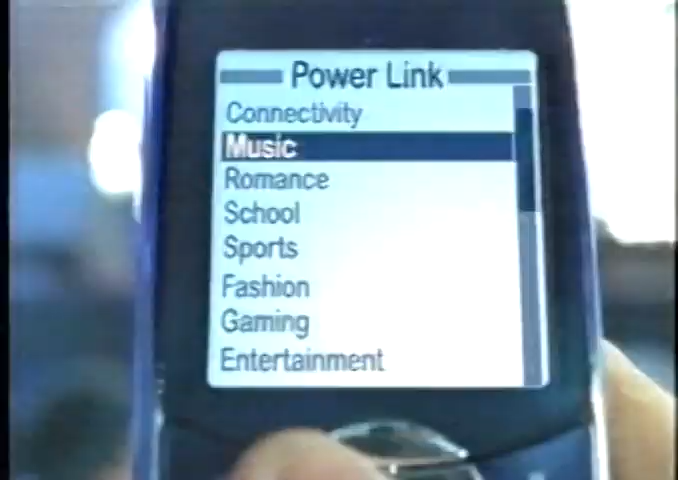 Power Link
Connectivity
Music
Romance
School
Sports
Fashion
Gaming
Entertainment